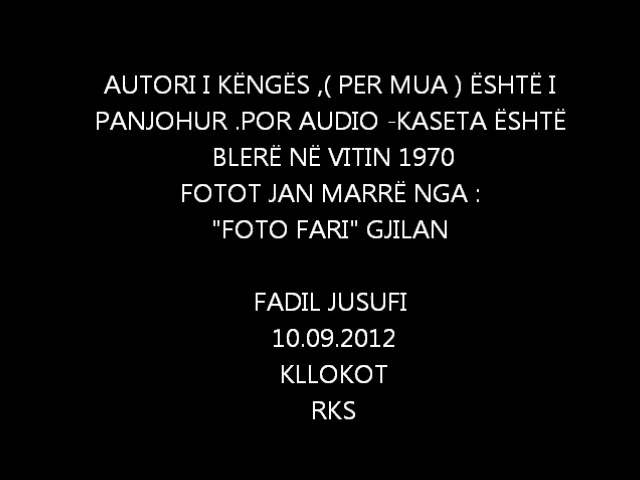 AUTORI I KËNGËS ,( PER MUA ) ËSHTË I
PANJOHUR .POR AUDIO -KASETA ËSHTË
BLERË NË VITIN 1970
FOTOT JAN MARRË NGA :
"FOTO FARI" GJILAN
FADIL JUSUFI
10.09.2012
KLLOKOT
RKS